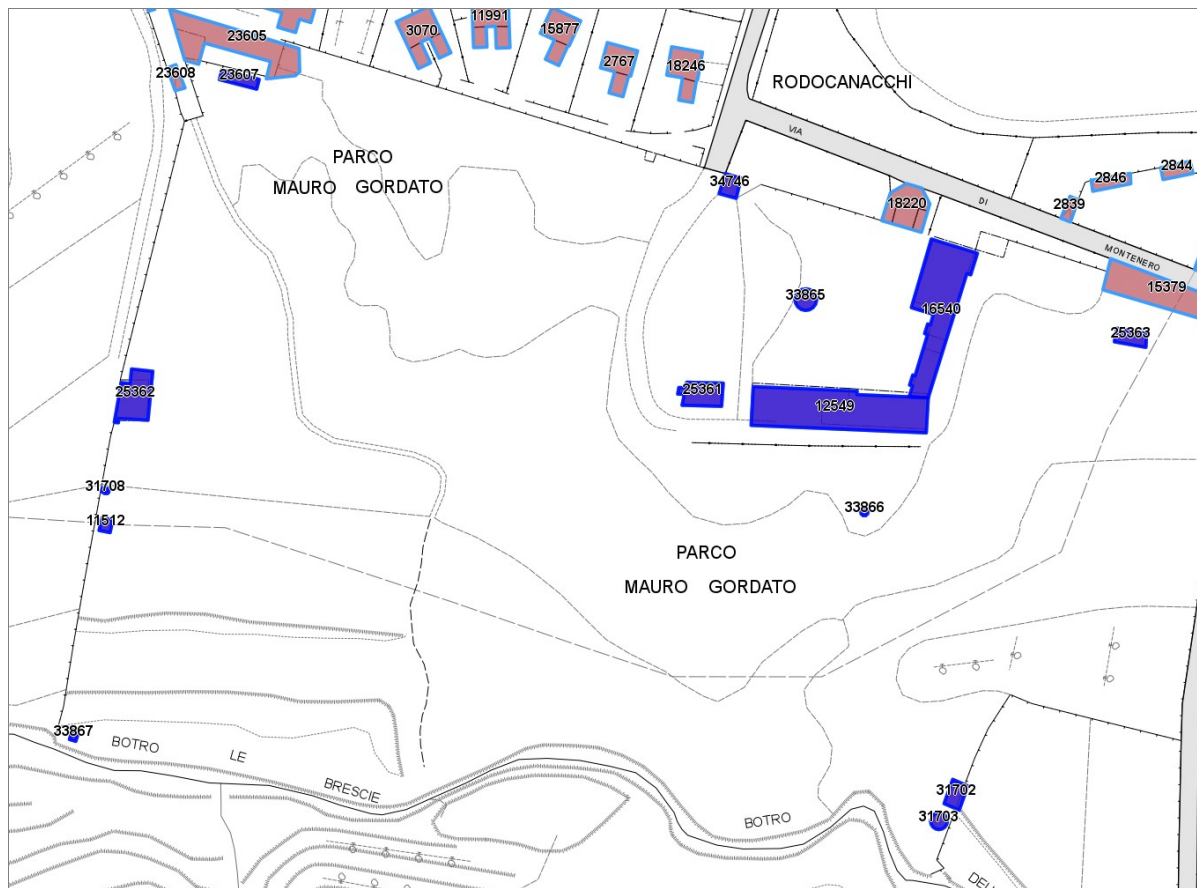 11991
3070
15877
23605
2767
18246
23608
23607
RODOCANACCHI
VIA
PARCO
MAURO GORDATO
34746
2844
2846
DI
18220
2839
MONTENERO
15379
33865
16540
25363
25362
25361
12549
31708
33866
11512
PARCO
MAURO GORDATO
33867
BOTRO LE BRESCIE
31702
31703
BOTRO